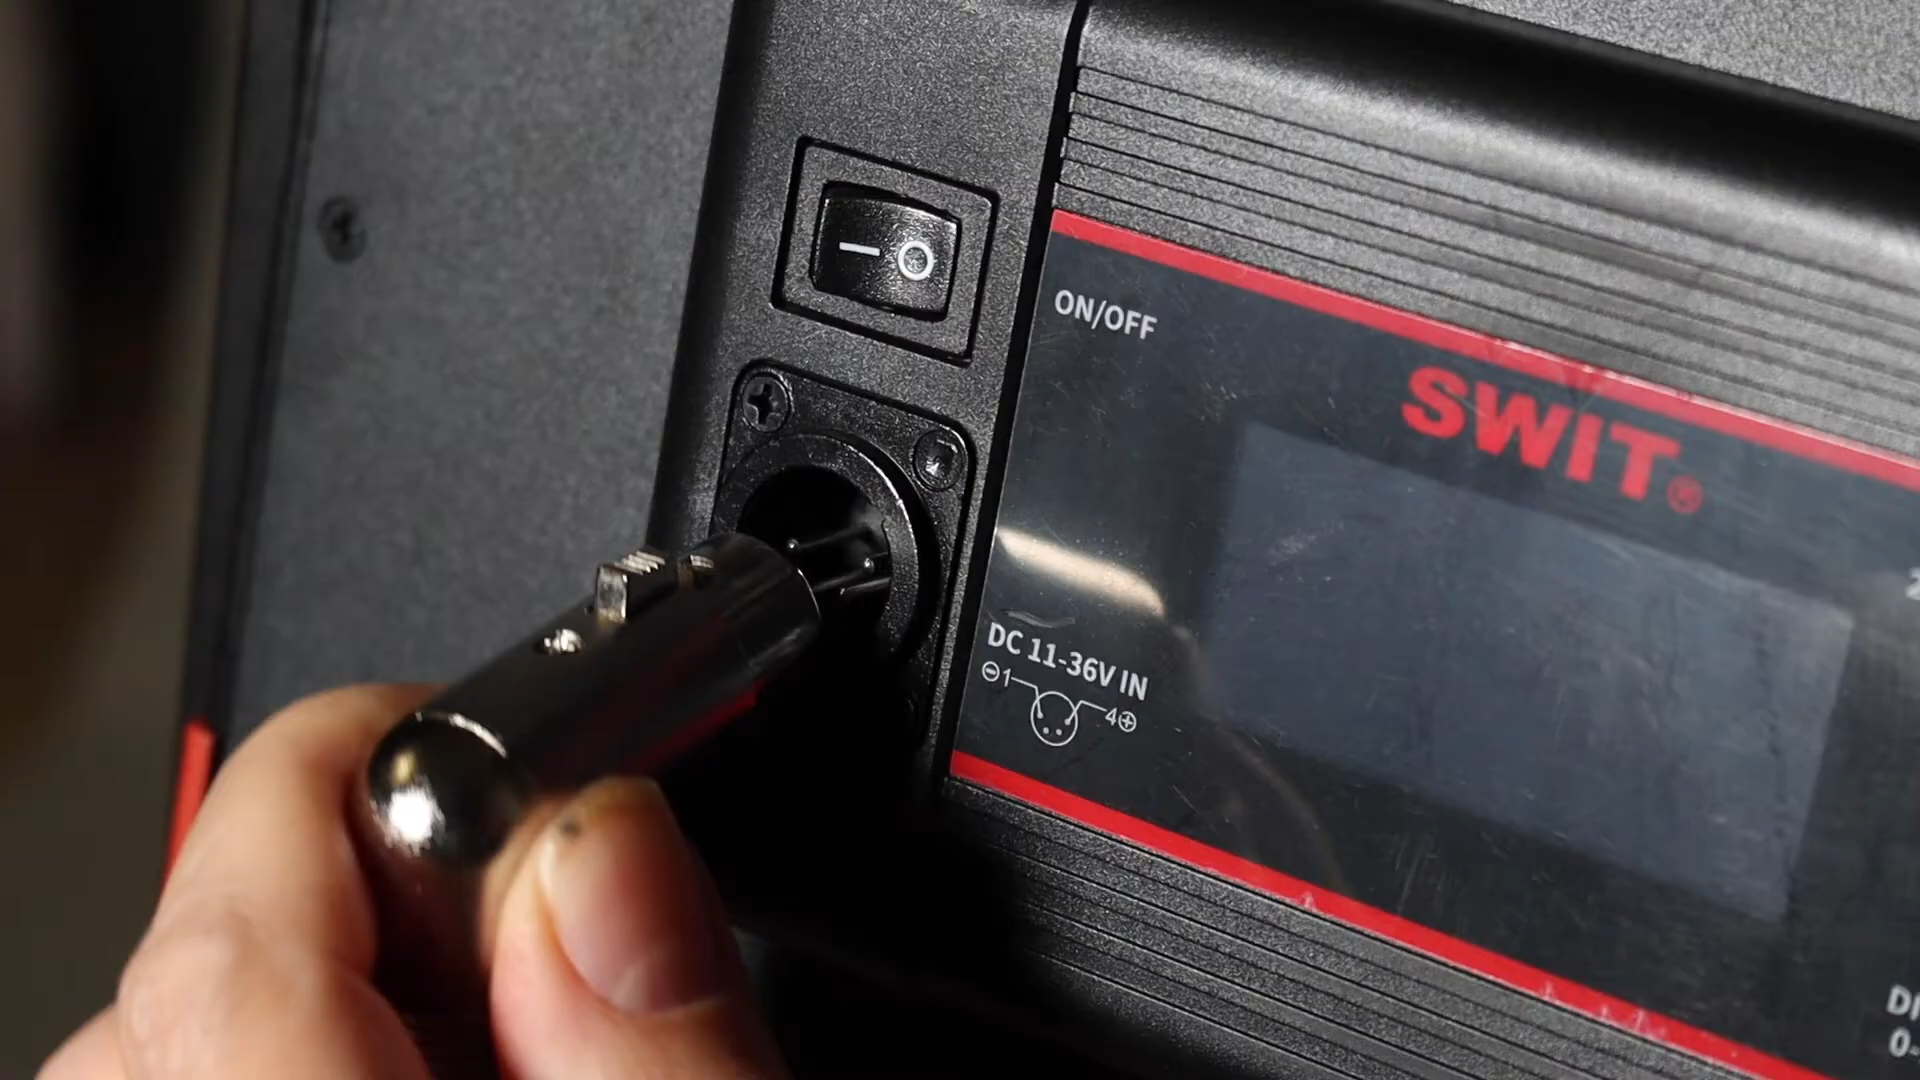 — O
ON/OFF
SWIT®
DC 11-36V IN
⊖1
4⊕